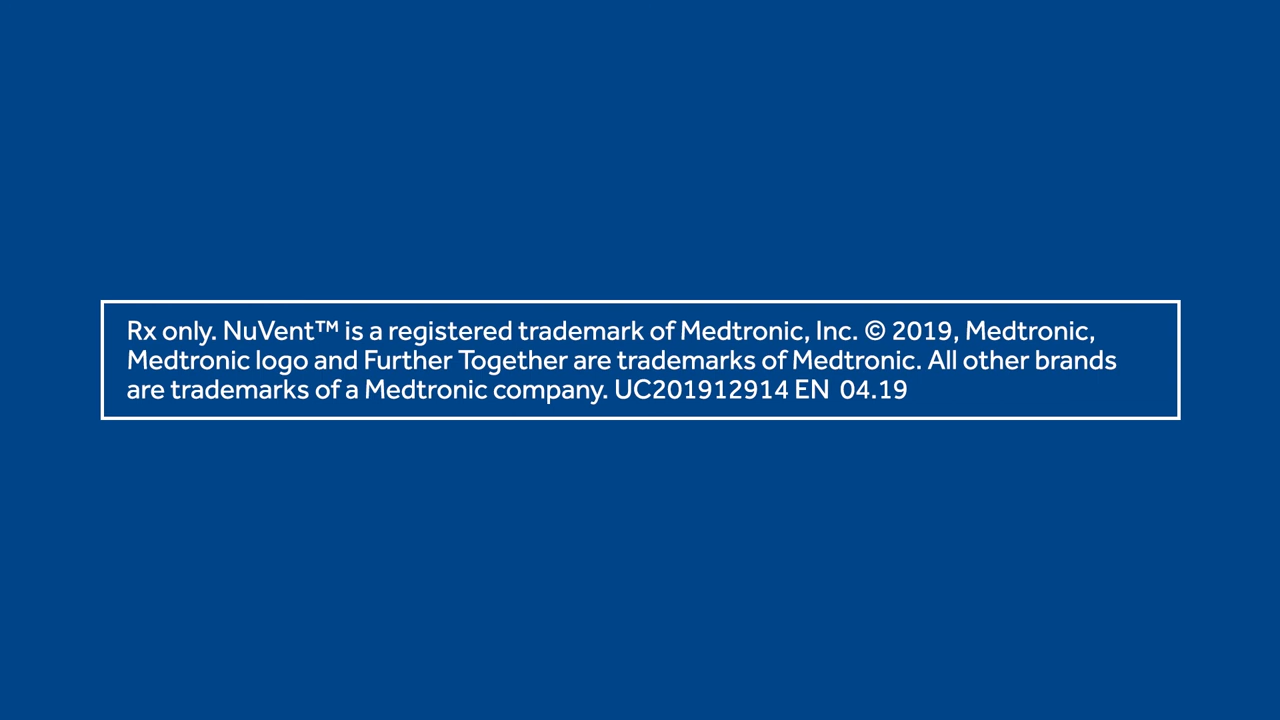 Rx only. NuVent™ is a registered trademark of Medtronic, Inc. © 2019, Medtronic,
Medtronic logo and Further Together are trademarks of Medtronic. All other brands
are trademarks of a Medtronic company. UC201912914 EN  04.19